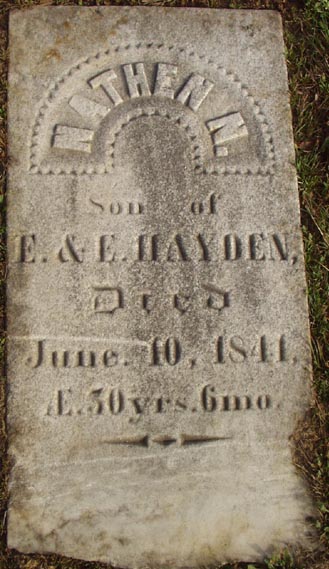 NATHEN N.
Son of
E. & E. HAYDEN,
Died
June. 10, 1841.
Æ. 30 yrs. 6 mo.